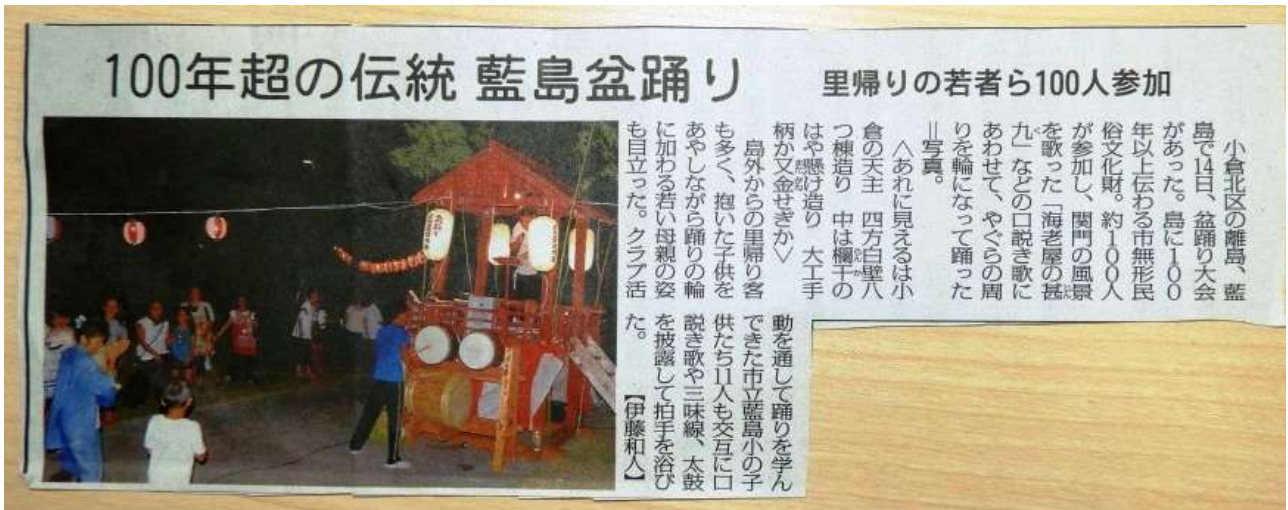 100年超の伝統 藍島盆踊り
里帰りの若者ら100人参加
小倉北区の離島、藍
島で14日、盆踊り大会
があった。島に100
年以上伝わる市無形民
俗文化財。約100人
が参加し、関門の風景
を歌った「海老屋の甚
九」などの口説き歌に
あわせて、やぐらの周
りを輪になって踊った
＝写真。
〈あれに見えるは小
倉の天主 四方白壁八
つ棟造り 中は欄干の
はや懸け造り 大工手
柄か又金せきか〉
島外からの里帰り客
も多く、抱いた子供を
あやしながら踊りの輪
に加わる若い母親の姿
も目立った。クラブ活
動を通して踊りを学ん
できた市立藍島小の子
供たち11人も交互に口
説き歌や三味線、太鼓
を披露して拍手を浴び
た。 【伊藤和人】